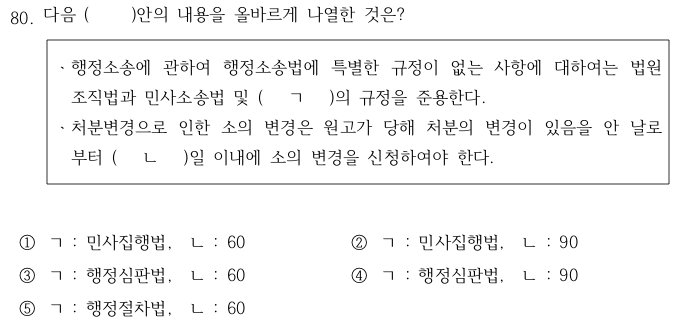 80. 다음 (     )안의 내용을 올바르게 나열한 것은?
、행정소송에 관하여 행정소송법에 특별한 규정이 없는 사항에 대하여는 법원
조직법과 민사소송법 및 (  ㄱ  )의 규정을 준용한다.
、처분변경으로 인한 소의 변경은 원고가 당해 처분의 변경이 있음을 안 날로
부터 (  ㄴ  )일 이내에 소의 변경을 신청하여야 한다.
① ㄱ : 민사집행법, ㄴ : 60 ② ㄱ : 민사집행법, ㄴ : 90
③ ㄱ : 행정심판법, ㄴ : 60 ④ ㄱ : 행정심판법, ㄴ : 90
⑤ ㄱ : 행정절차법, ㄴ : 60